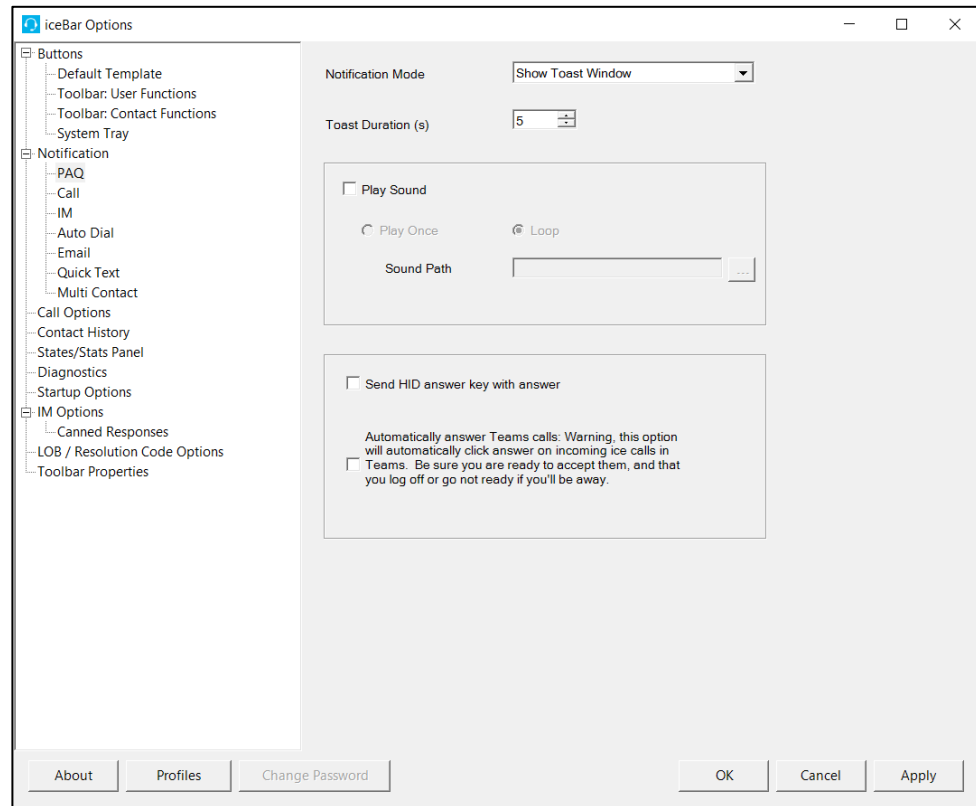 iceBar Options
Buttons
Default Template
Toolbar: User Functions
Toolbar: Contact Functions
System Tray
Notification
PAQ
Call
IM
Auto Dial
Email
Quick Text
Multi Contact
Call Options
Contact History
States/Stats Panel
Diagnostics
Startup Options
IM Options
Canned Responses
LOB / Resolution Code Options
Toolbar Properties
Notification Mode
Show Toast Window
Toast Duration (s)
5
Play Sound
Play Once
Loop
Sound Path
...
Send HID answer key with answer
Automatically answer Teams calls: Warning, this option
will automatically click answer on incoming ice calls in
Teams.  Be sure you are ready to accept them, and that
you log off or go not ready if you'll be away.
About
Profiles
Change Password
OK
Cancel
Apply